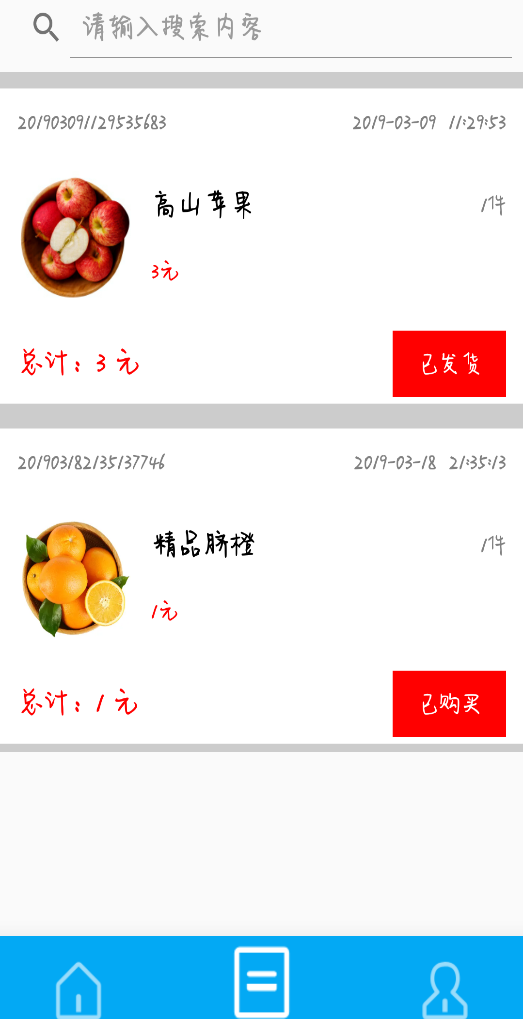 请输入搜索内容
201903091129535683 2019-03-09 11:29:53
高山苹果 1件
3元
总计：3 元
已发货
201903182135137746 2019-03-18 21:35:13
精品脐橙 1件
1元
总计：1 元
已购买